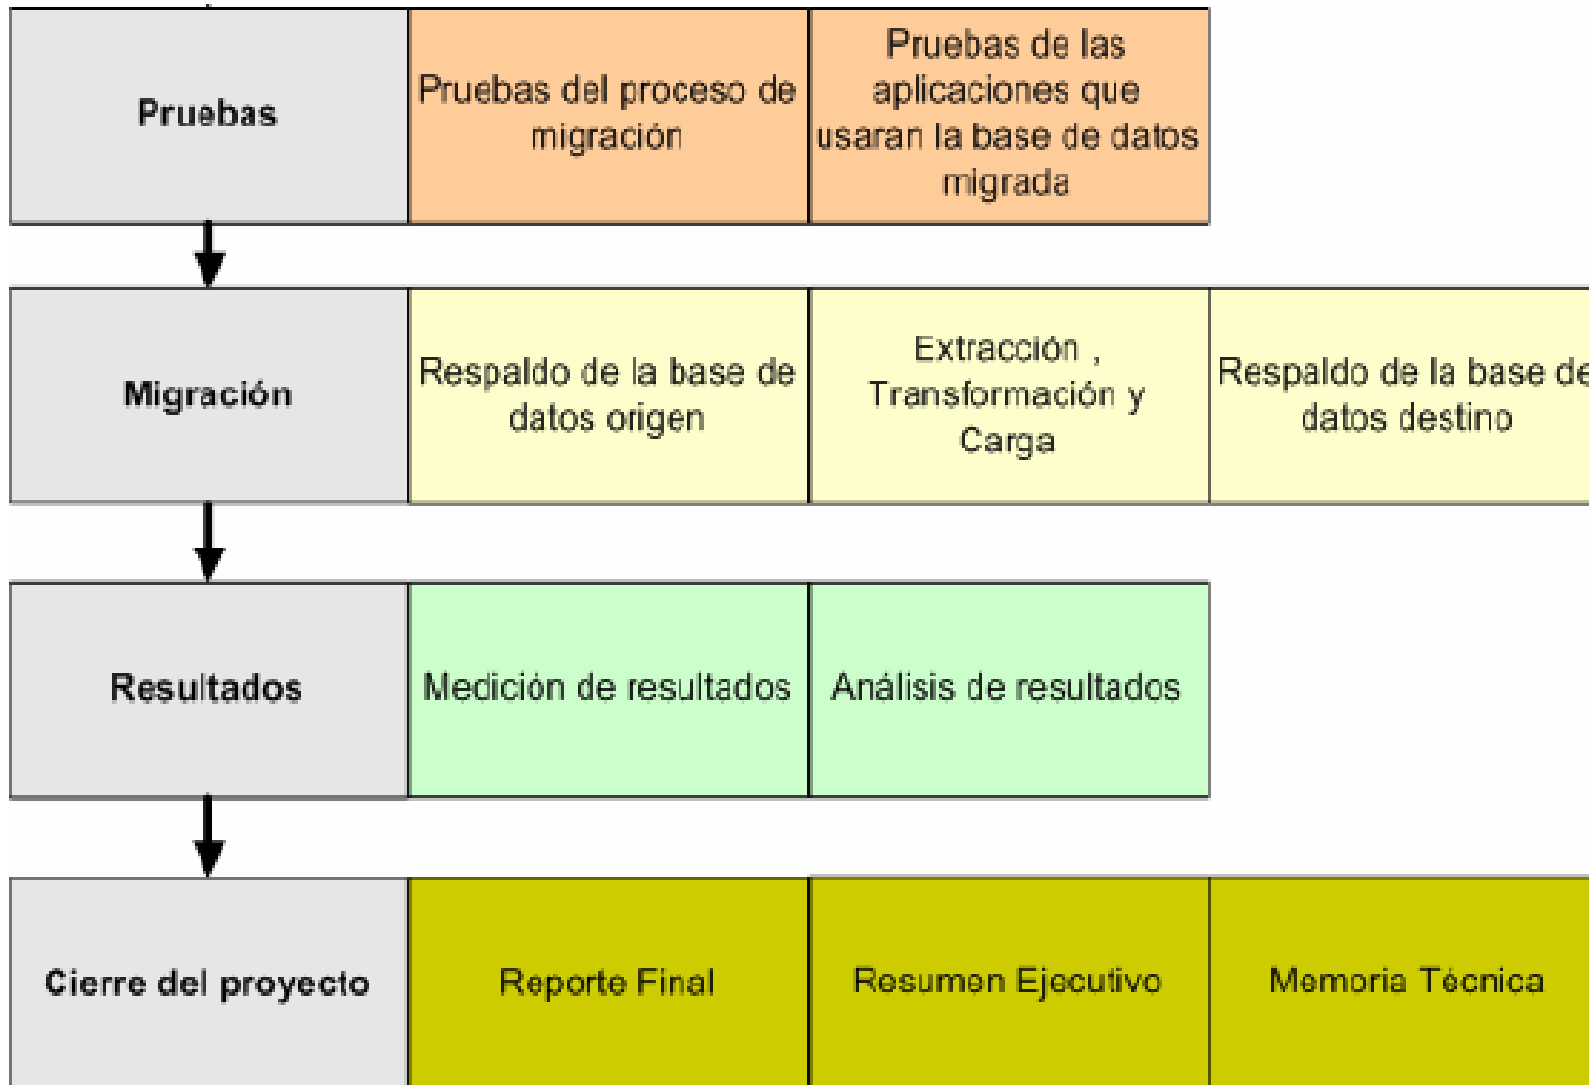 Pruebas
Pruebas del proceso de
migración
Pruebas de las
aplicaciones que
usaran la base de datos
migrada
Migración
Respaldo de la base de
datos origen
Extracción ,
Transformación y
Carga
Respaldo de la base de
datos destino
Resultados
Medición de resultados
Análisis de resultados
Cierre del proyecto
Reporte Final
Resumen Ejecutivo
Memoria Técnica